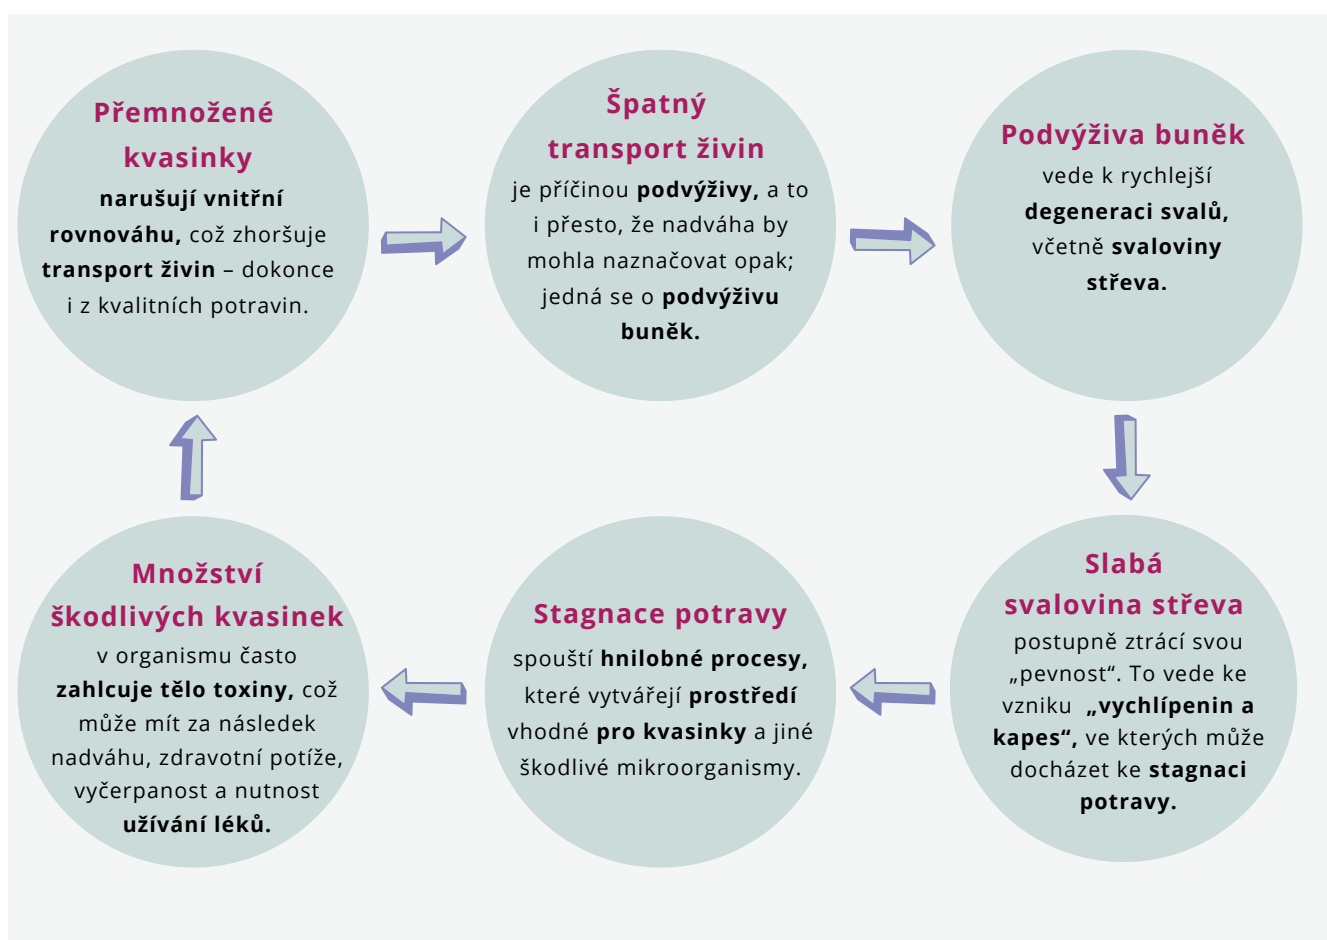 Přemnožené
kvasinky
narušují vnitřní
rovnováhu, což zhoršuje
transport živin – dokonce
i z kvalitních potravin.
Špatný
transport živin
je příčinou podvýživy, a to
i přesto, že nadváha by
mohla naznačovat opak;
jedná se o podvýživu
buněk.
Podvýživa buněk
vede k rychlejší
degeneraci svalů,
včetně svaloviny
střeva.
Slabá
svalovina střeva
postupně ztrácí svou
„pevnost“. To vede ke
vzniku „vychlípenin a
kapes“, ve kterých může
docházet ke stagnaci
potravy.
Stagnace potravy
spouští hnilobné procesy,
které vytvářejí prostředí
vhodné pro kvasinky a jiné
škodlivé mikroorganismy.
Množství
škodlivých kvasinek
v organismu často
zahlcuje tělo toxiny, což
může mít za následek
nadváhu, zdravotní potíže,
vyčerpanost a nutnost
užívání léků.